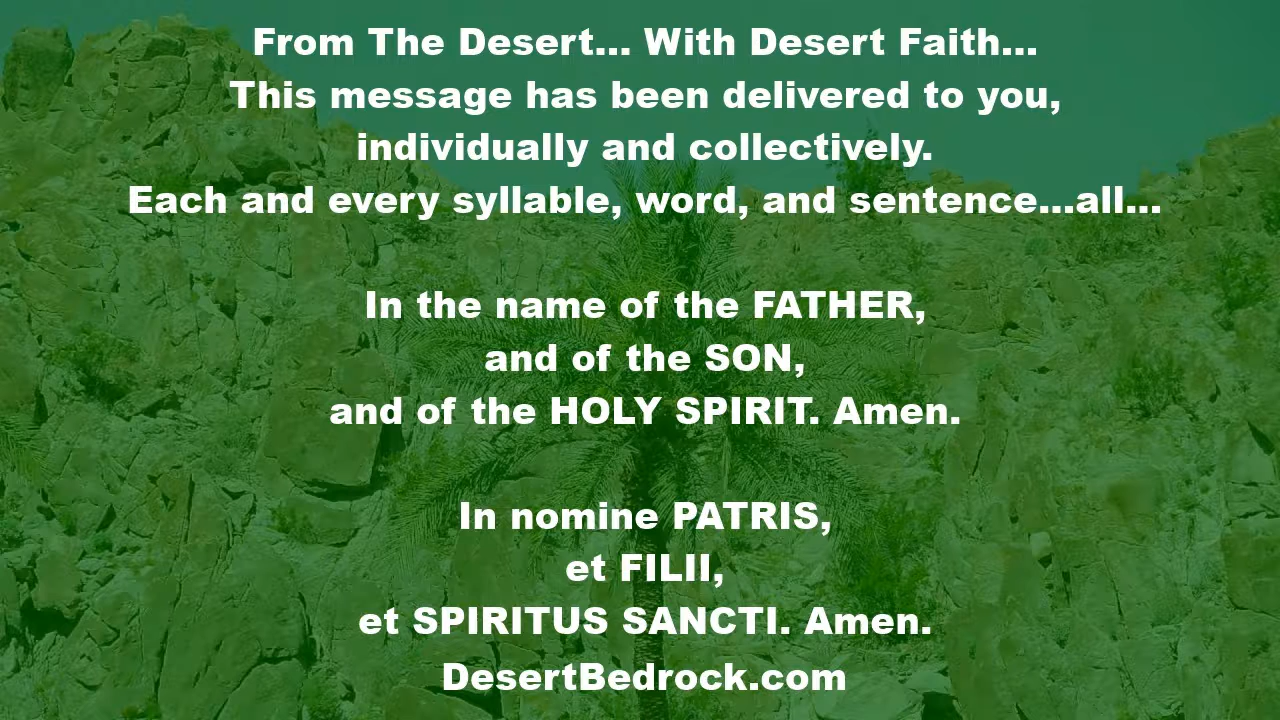 From The Desert... With Desert Faith...
This message has been delivered to you,
individually and collectively.
Each and every syllable, word, and sentence...all...
In the name of the FATHER,
and of the SON,
and of the HOLY SPIRIT. Amen.
In nomine PATRIS,
et FILII,
et SPIRITUS SANCTI. Amen.
DesertBedrock.com